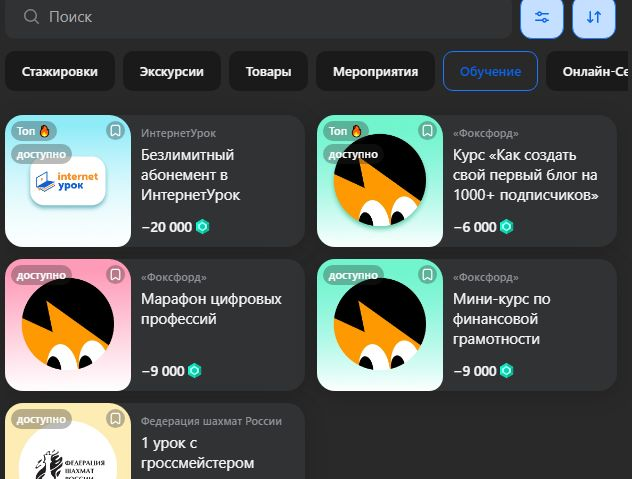 Поиск
Стажировки Экскурсии Товары Мероприятия Обучение Онлайн-Се
Топ
доступно
internet
урок
ИнтернетУрок
Безлимитный
абонемент в
ИнтернетУрок
−20 000
Топ
доступно
«Фоксфорд»
Курс «Как создать
свой первый блог на
1000+ подписчиков»
−6 000
доступно
«Фоксфорд»
Марафон цифровых
профессий
−9 000
доступно
«Фоксфорд»
Мини-курс по
финансовой
грамотности
−9 000
доступно
ФЕДЕРАЦИЯ
ШАХМАТ
РОССИИ
Федерация шахмат России
1 урок с
гроссмейстером